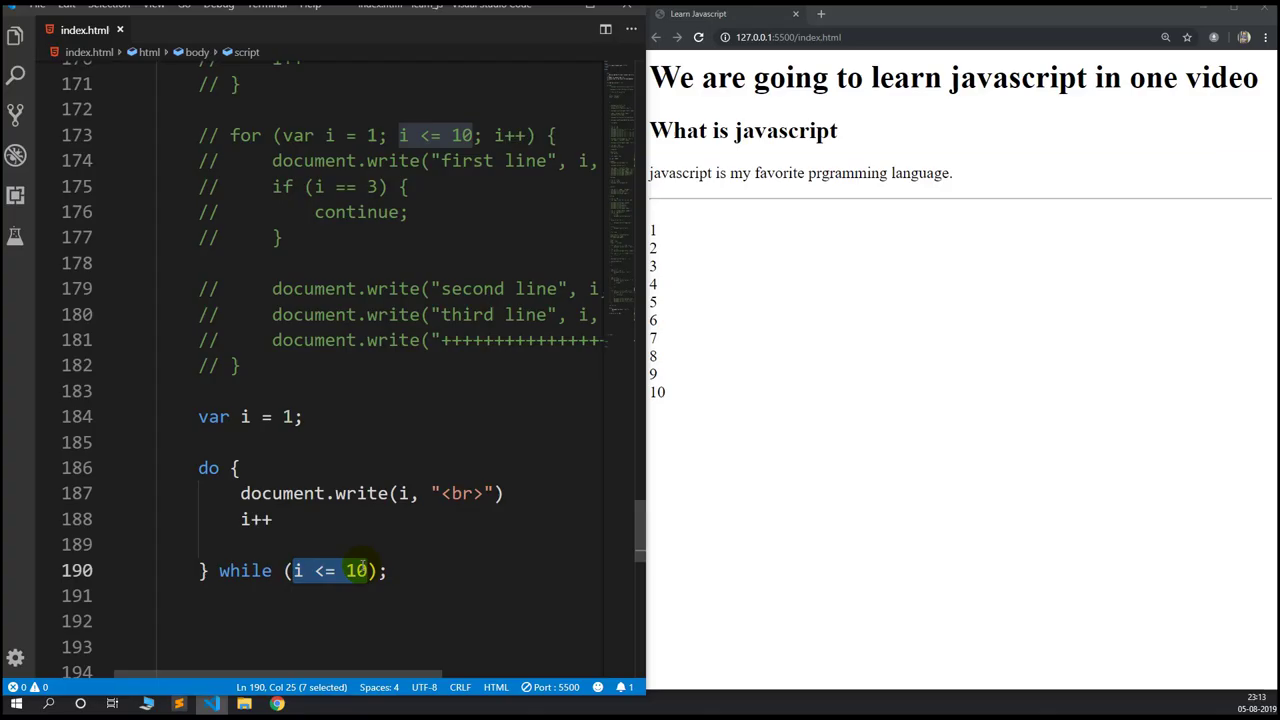 index.html
index.html html body script
171 // }
172
173 // for (var i = 1; i <= 10; i++) {
174 // document.write("first line", i,
175 // if (i == 3) {
176 // continue;
177 // }
178
179 // document.write("second line", i,
180 // document.write("third line", i,
181 // document.write("++++++++++++++++
182 // }
183
184 var i = 1;
185
186 do {
187 document.write(i, "<br>")
188 i++
189
190 } while (i <= 10);
191
192
193
194
Ln 190, Col 25 (7 selected) Spaces: 4 UTF-8 CRLF HTML Port : 5500 1
0 0
Learn Javascript
127.0.0.1:5500/index.html
We are going to learn javascript in one video
What is javascript
javascript is my favorite prgramming language.
1
2
3
4
5
6
7
8
9
10
23:13
05-08-2019